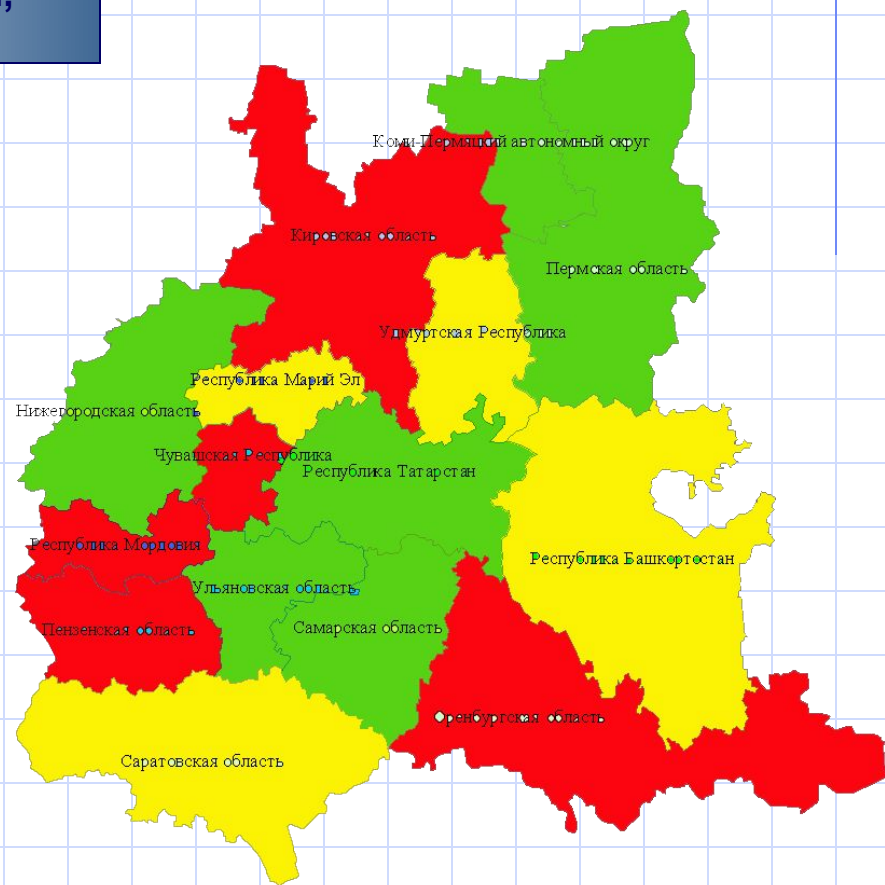 Коми-Пермяцкий автономный округ
Кировская область
Пермская область
Удмуртская Республика
Республика Марий Эл
Нижегородская область
Чувашская Республика
Республика Татарстан
Республика Мордовия
Республика Башкортостан
Ульяновская область
Пензенская область
Самарская область
Оренбургская область
Саратовская область